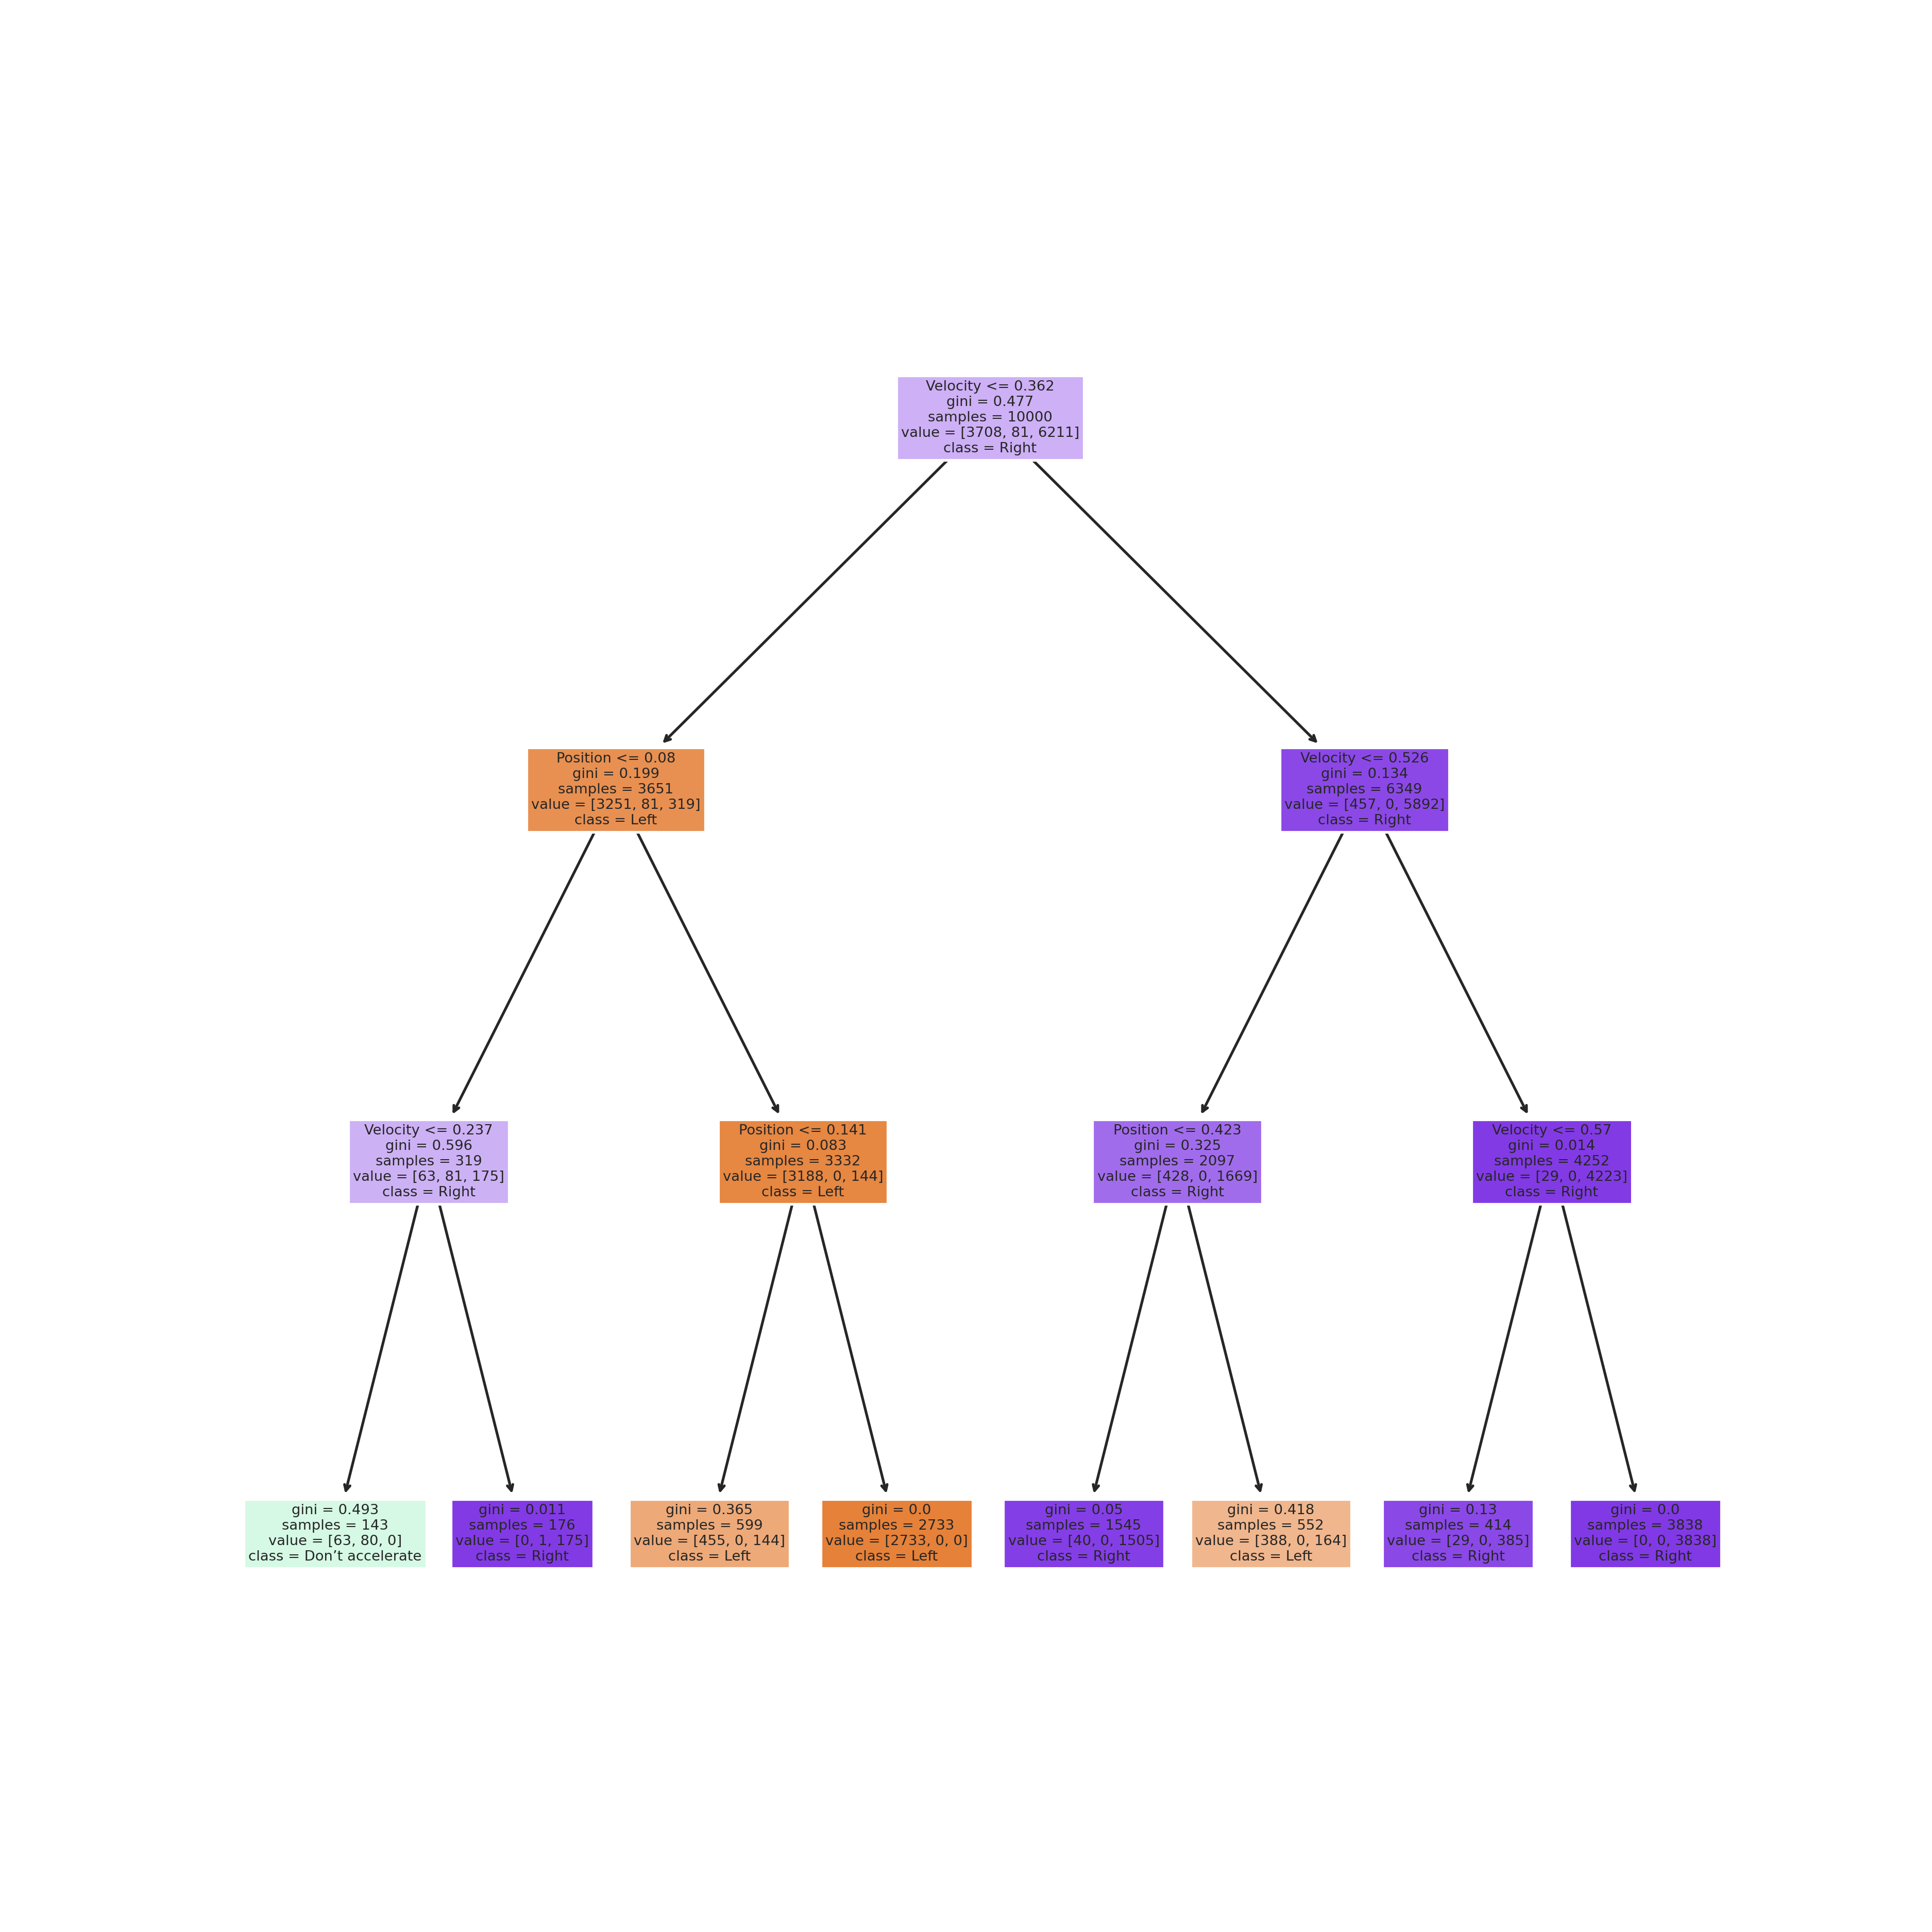 Velocity <= 0.362
gini = 0.477
samples = 10000
value = [3708, 81, 6211]
class = Right
Position <= 0.08
gini = 0.199
samples = 3651
value = [3251, 81, 319]
class = Left
Velocity <= 0.526
gini = 0.134
samples = 6349
value = [457, 0, 5892]
class = Right
Velocity <= 0.237
gini = 0.596
samples = 319
value = [63, 81, 175]
class = Right
Position <= 0.141
gini = 0.083
samples = 3332
value = [3188, 0, 144]
class = Left
Position <= 0.423
gini = 0.325
samples = 2097
value = [428, 0, 1669]
class = Right
Velocity <= 0.57
gini = 0.014
samples = 4252
value = [29, 0, 4223]
class = Right
gini = 0.493
samples = 143
value = [63, 80, 0]
class = Don’t accelerate
gini = 0.011
samples = 176
value = [0, 1, 175]
class = Right
gini = 0.365
samples = 599
value = [455, 0, 144]
class = Left
gini = 0.0
samples = 2733
value = [2733, 0, 0]
class = Left
gini = 0.05
samples = 1545
value = [40, 0, 1505]
class = Right
gini = 0.418
samples = 552
value = [388, 0, 164]
class = Left
gini = 0.13
samples = 414
value = [29, 0, 385]
class = Right
gini = 0.0
samples = 3838
value = [0, 0, 3838]
class = Right